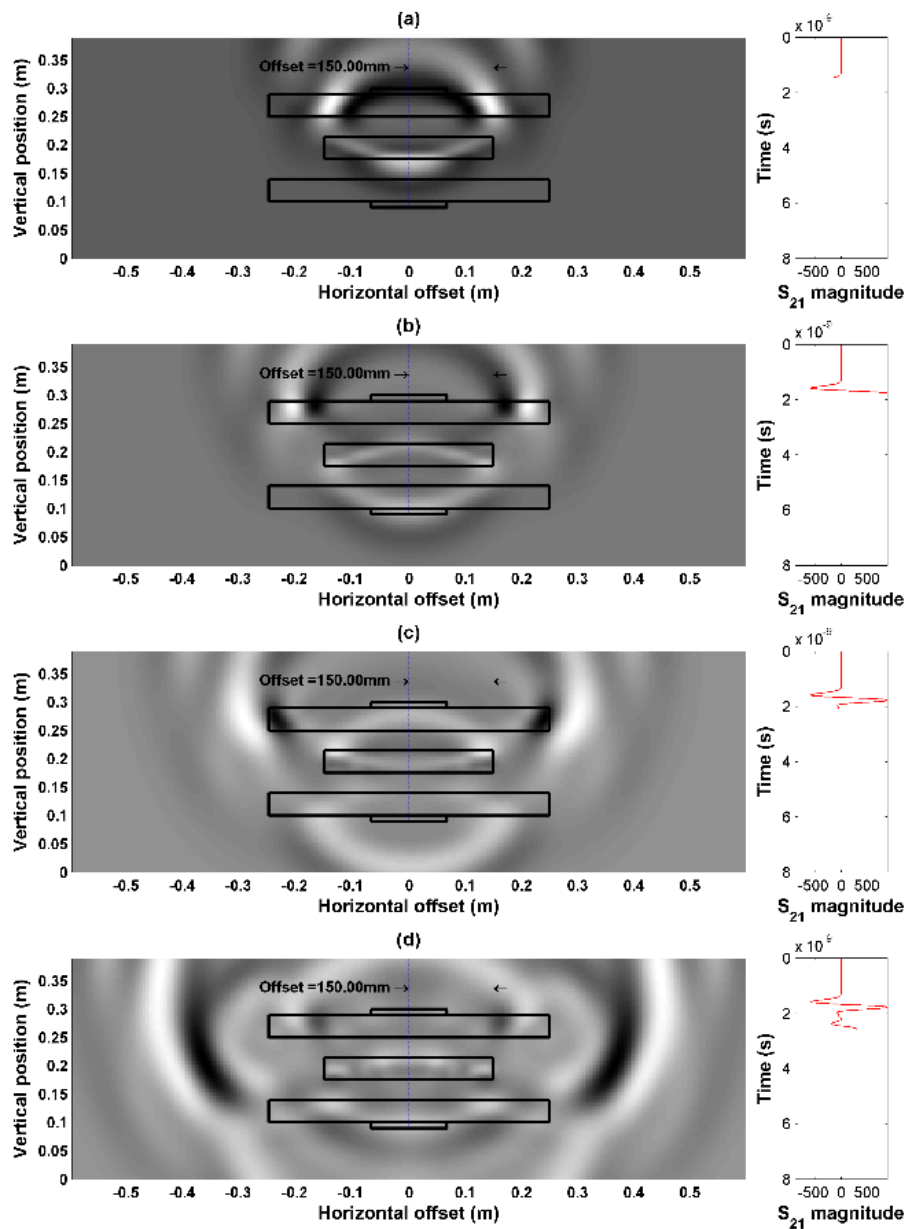 (a)
Offset =150.00mm → ←
Vertical position (m)
0.35
0.3
0.25
0.2
0.15
0.1
0.05
0
-0.5 -0.4 -0.3 -0.2 -0.1 0 0.1 0.2 0.3 0.4 0.5
Horizontal offset (m)
x 10⁻⁹
Time (s)
0
2
4
6
8
-500 0 500
S₂₁ magnitude
(b)
Offset =150.00mm → ←
Vertical position (m)
0.35
0.3
0.25
0.2
0.15
0.1
0.05
0
-0.5 -0.4 -0.3 -0.2 -0.1 0 0.1 0.2 0.3 0.4 0.5
Horizontal offset (m)
x 10⁻⁹
Time (s)
0
2
4
6
8
-500 0 500
S₂₁ magnitude
(c)
Offset =150.00mm → ←
Vertical position (m)
0.35
0.3
0.25
0.2
0.15
0.1
0.05
0
-0.5 -0.4 -0.3 -0.2 -0.1 0 0.1 0.2 0.3 0.4 0.5
Horizontal offset (m)
x 10⁻⁹
Time (s)
0
2
4
6
8
-500 0 500
S₂₁ magnitude
(d)
Offset =150.00mm → ←
Vertical position (m)
0.35
0.3
0.25
0.2
0.15
0.1
0.05
0
-0.5 -0.4 -0.3 -0.2 -0.1 0 0.1 0.2 0.3 0.4 0.5
Horizontal offset (m)
x 10⁻⁹
Time (s)
0
2
4
6
8
-500 0 500
S₂₁ magnitude